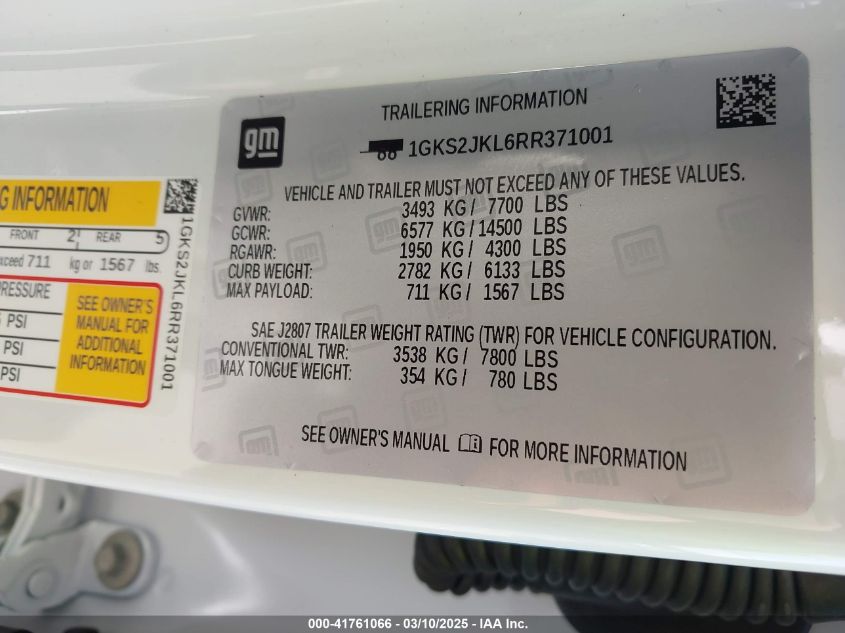 G INFORMATION
FRONT 2 REAR 5
exceed 711 kg or 1567 lbs.
PRESSURE
SEE OWNER'S
MANUAL FOR
ADDITIONAL
INFORMATION
PSI
PSI
PSI
1GKS2JKL6RR371001
gm
TRAILERING INFORMATION
1GKS2JKL6RR371001
VEHICLE AND TRAILER MUST NOT EXCEED ANY OF THESE VALUES.
GVWR: 3493 KG / 7700 LBS
GCWR: 6577 KG / 14500 LBS
RGAWR: 1950 KG / 4300 LBS
CURB WEIGHT: 2782 KG / 6133 LBS
MAX PAYLOAD: 711 KG / 1567 LBS
SAE J2807 TRAILER WEIGHT RATING (TWR) FOR VEHICLE CONFIGURATION.
CONVENTIONAL TWR: 3538 KG / 7800 LBS
MAX TONGUE WEIGHT: 354 KG / 780 LBS
SEE OWNER'S MANUAL FOR MORE INFORMATION
000-41761066 - 03/10/2025 - IAA Inc.